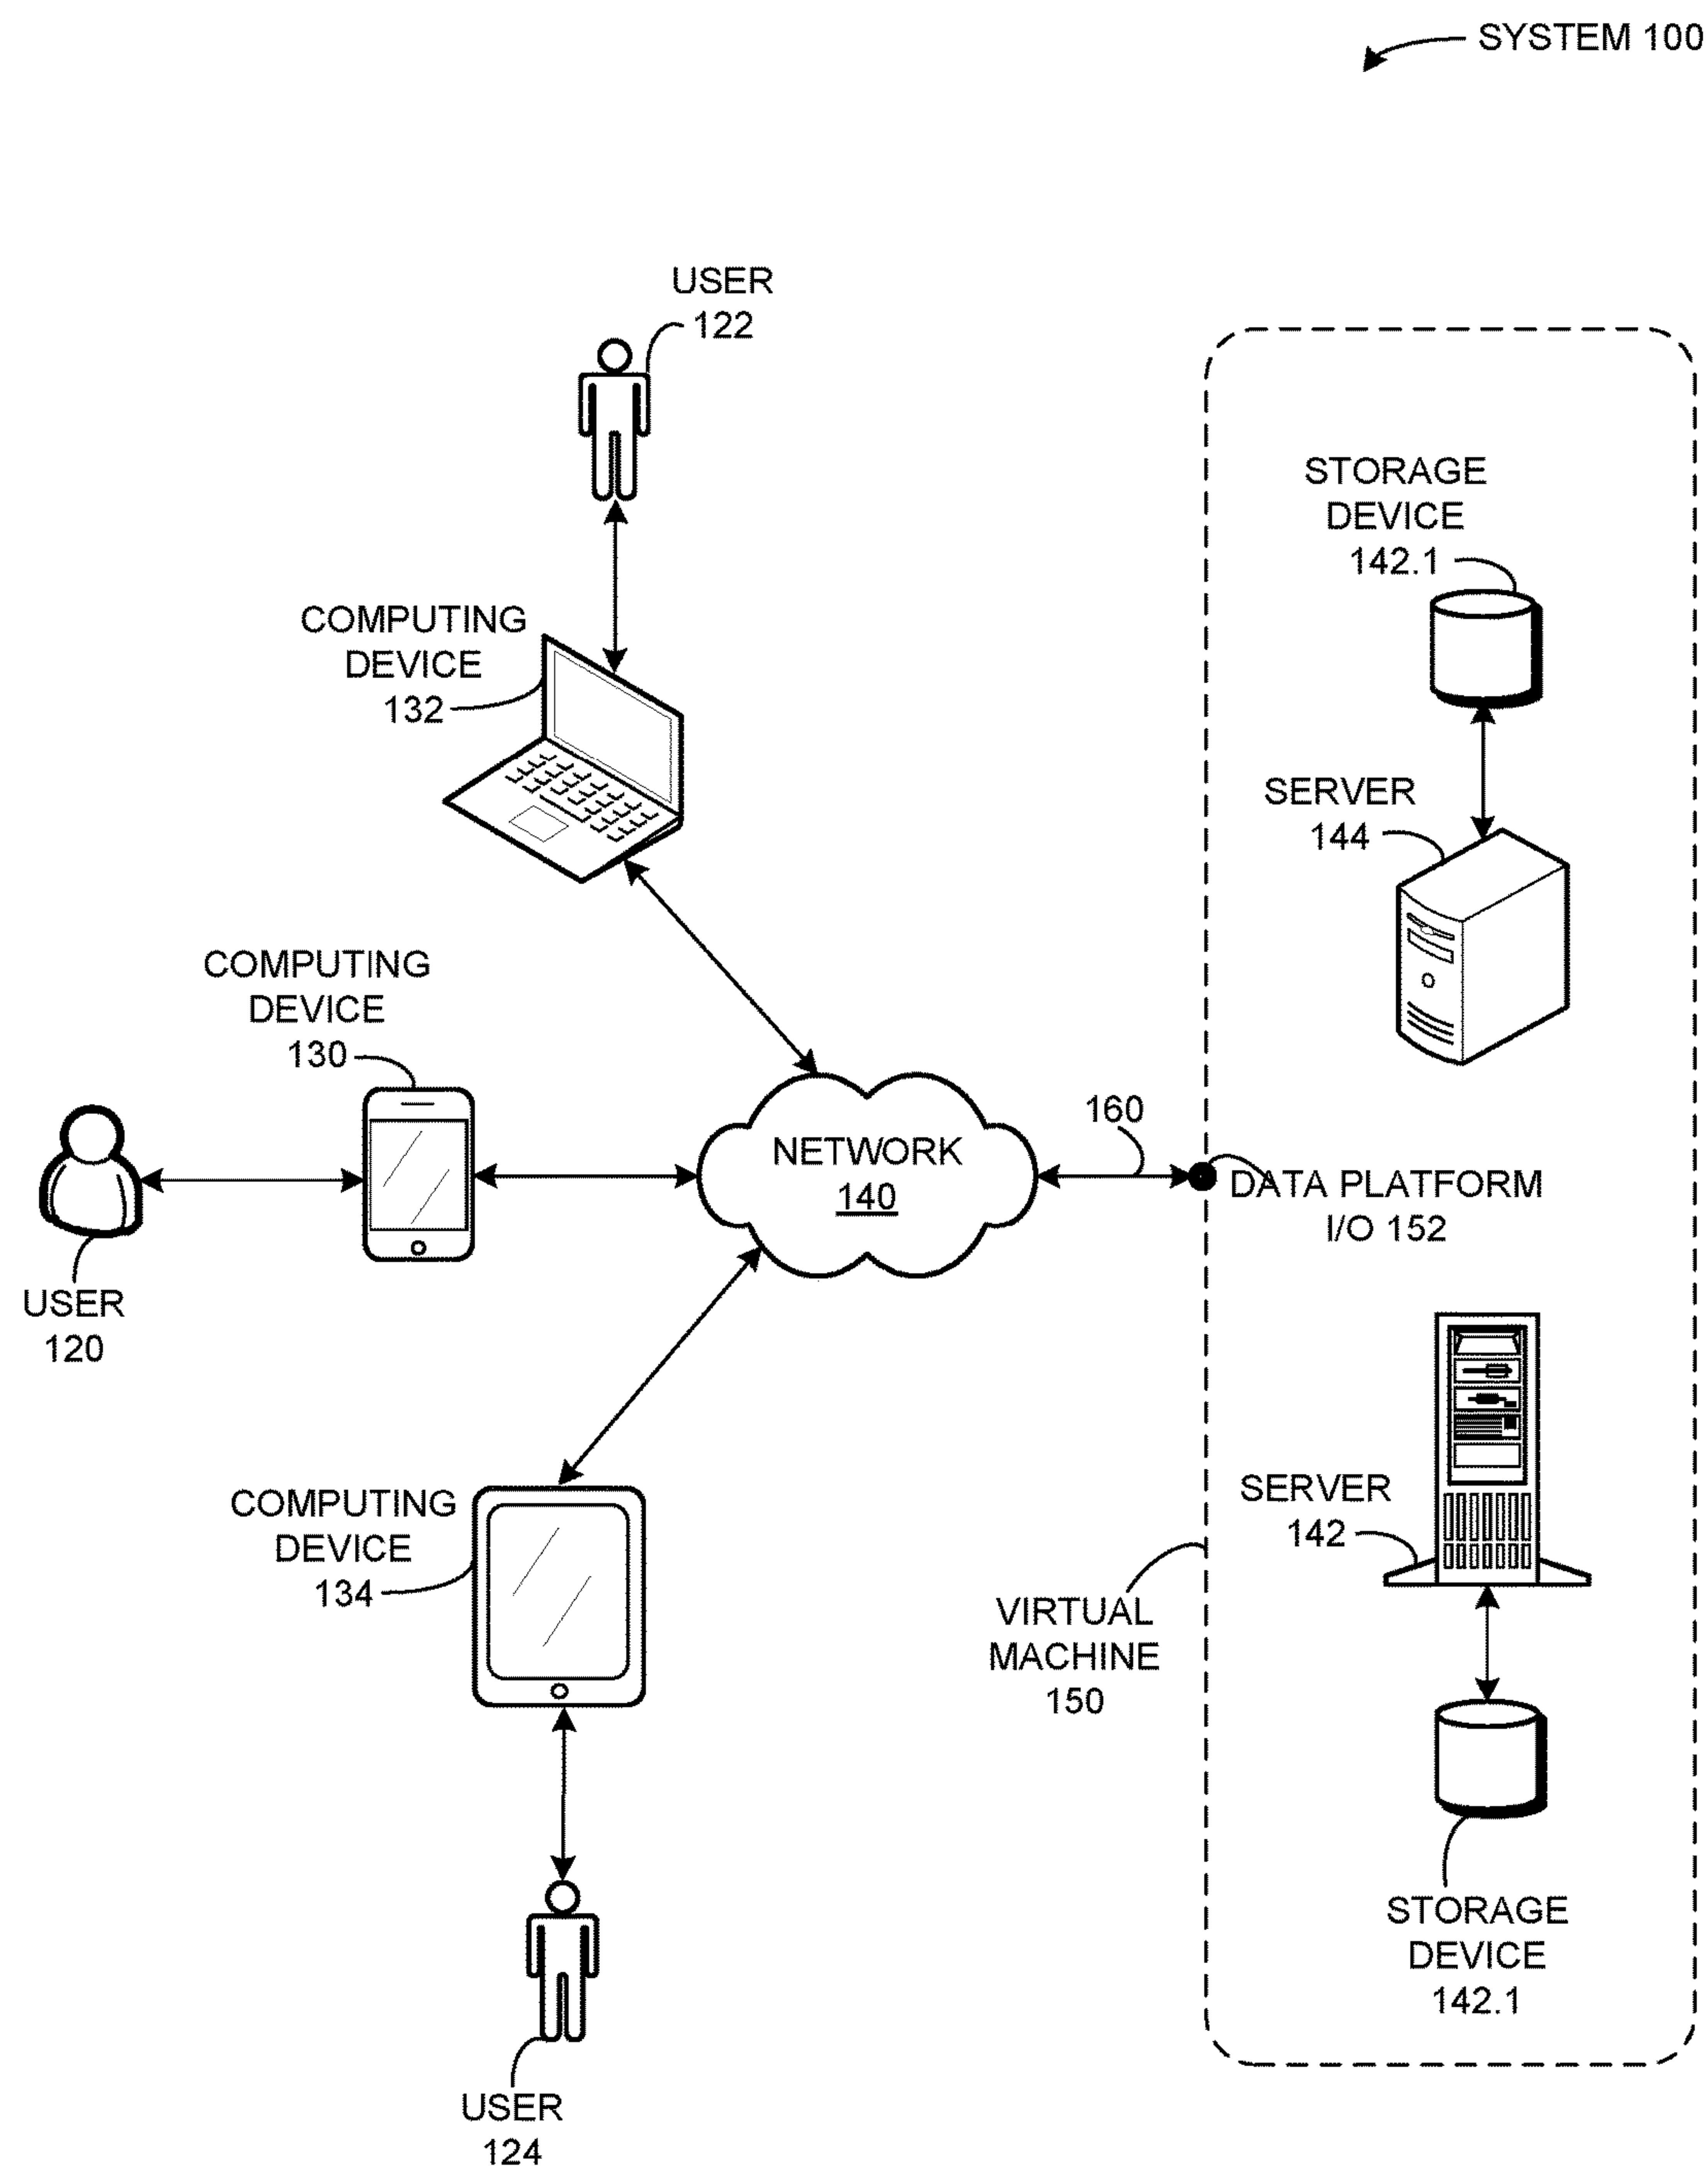 SYSTEM 100
USER
122
STORAGE
DEVICE
142.1
COMPUTING
DEVICE
132
SERVER
144
COMPUTING
DEVICE
130
160
NETWORK
140
DATA PLATFORM
I/O 152
USER
120
SERVER
142
COMPUTING
DEVICE
134
VIRTUAL
MACHINE
150
STORAGE
DEVICE
142.1
USER
124